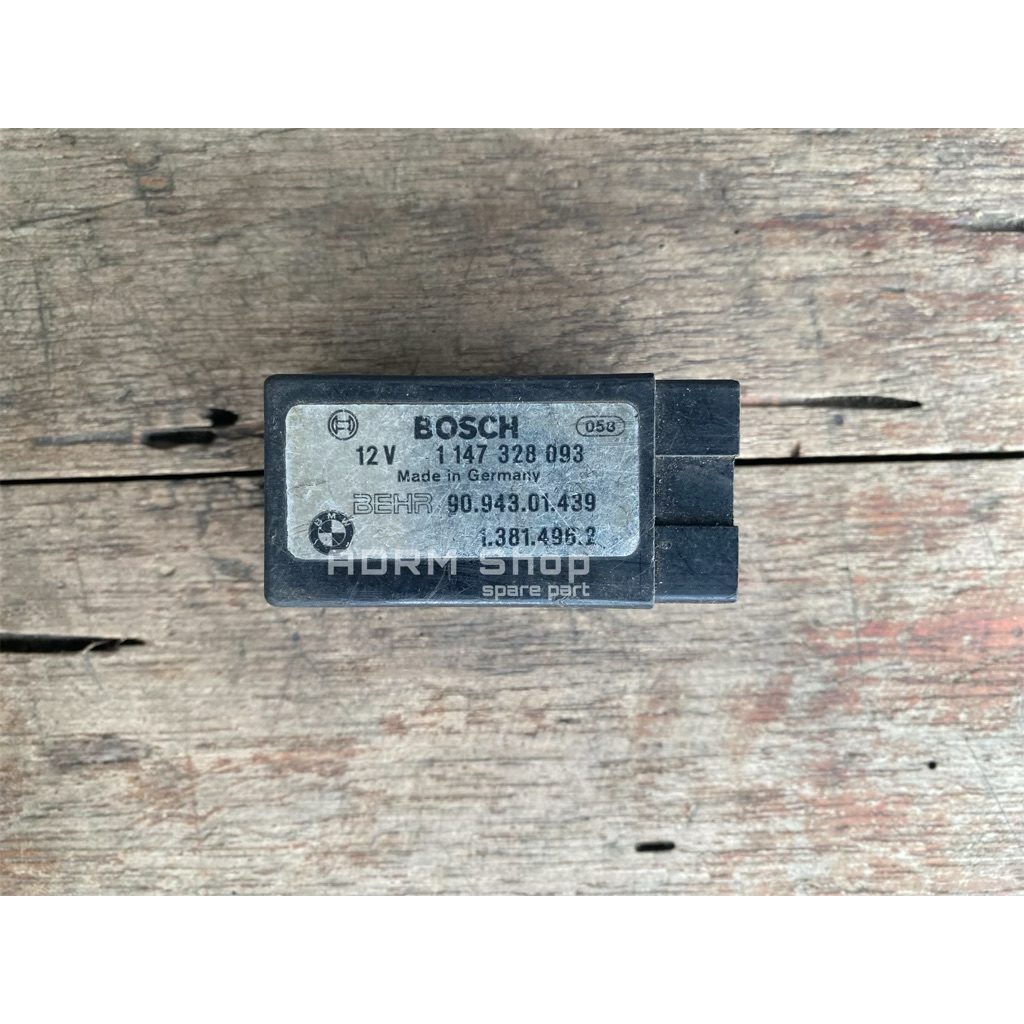 BOSCH 058
12 V 1 147 328 093
Made in Germany
BEHR 90.943.01.439
BMW 1.381.496.2
ADRM Shop
spare part